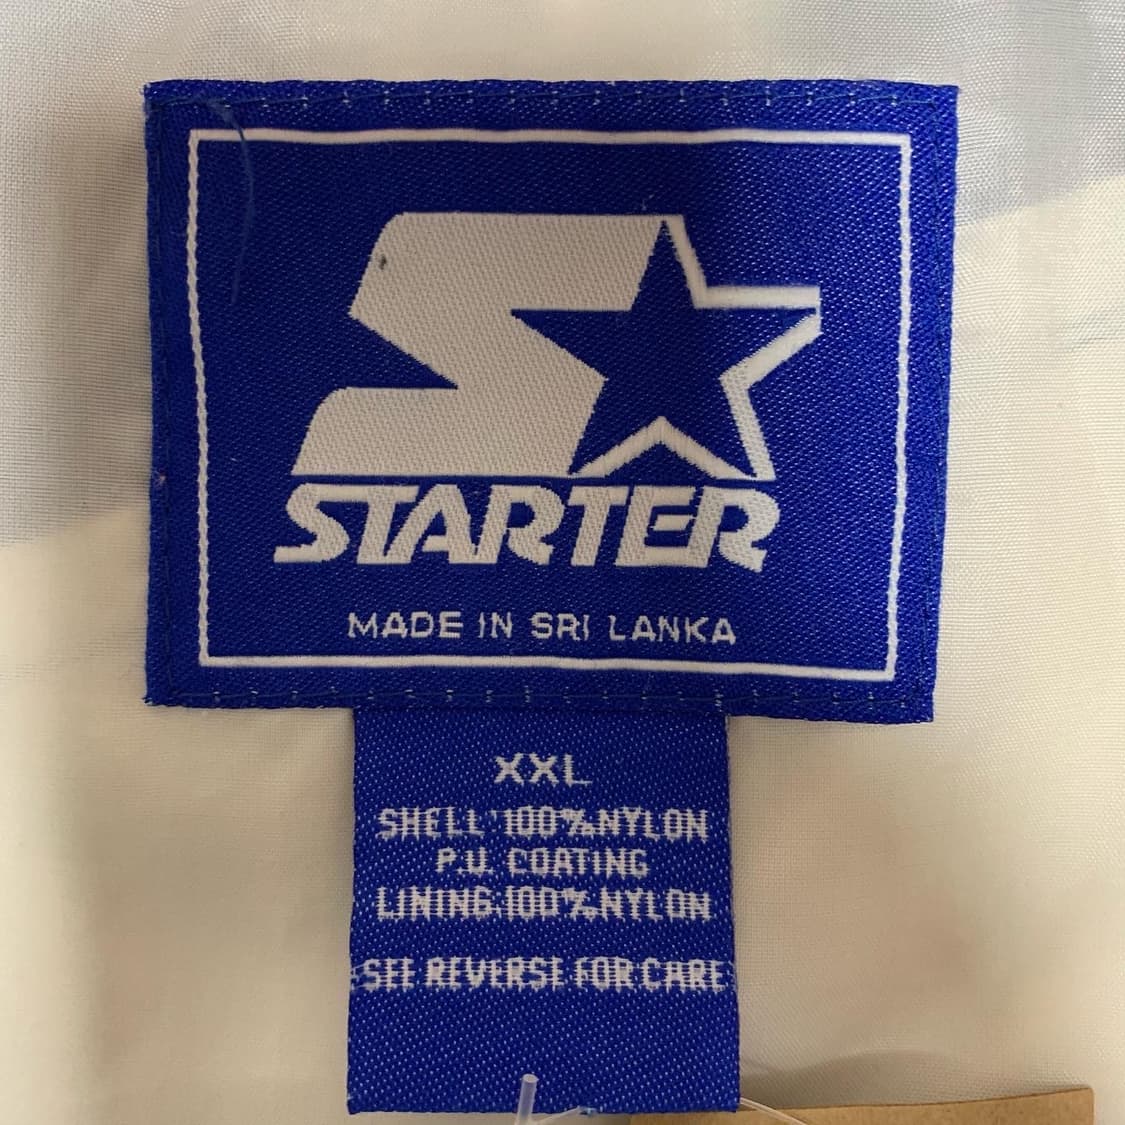 STARTER
MADE IN SRI LANKA
XXL
SHELL 100%NYLON
P.U. COATING
LINING:100%NYLON
SEE REVERSE FOR CARE